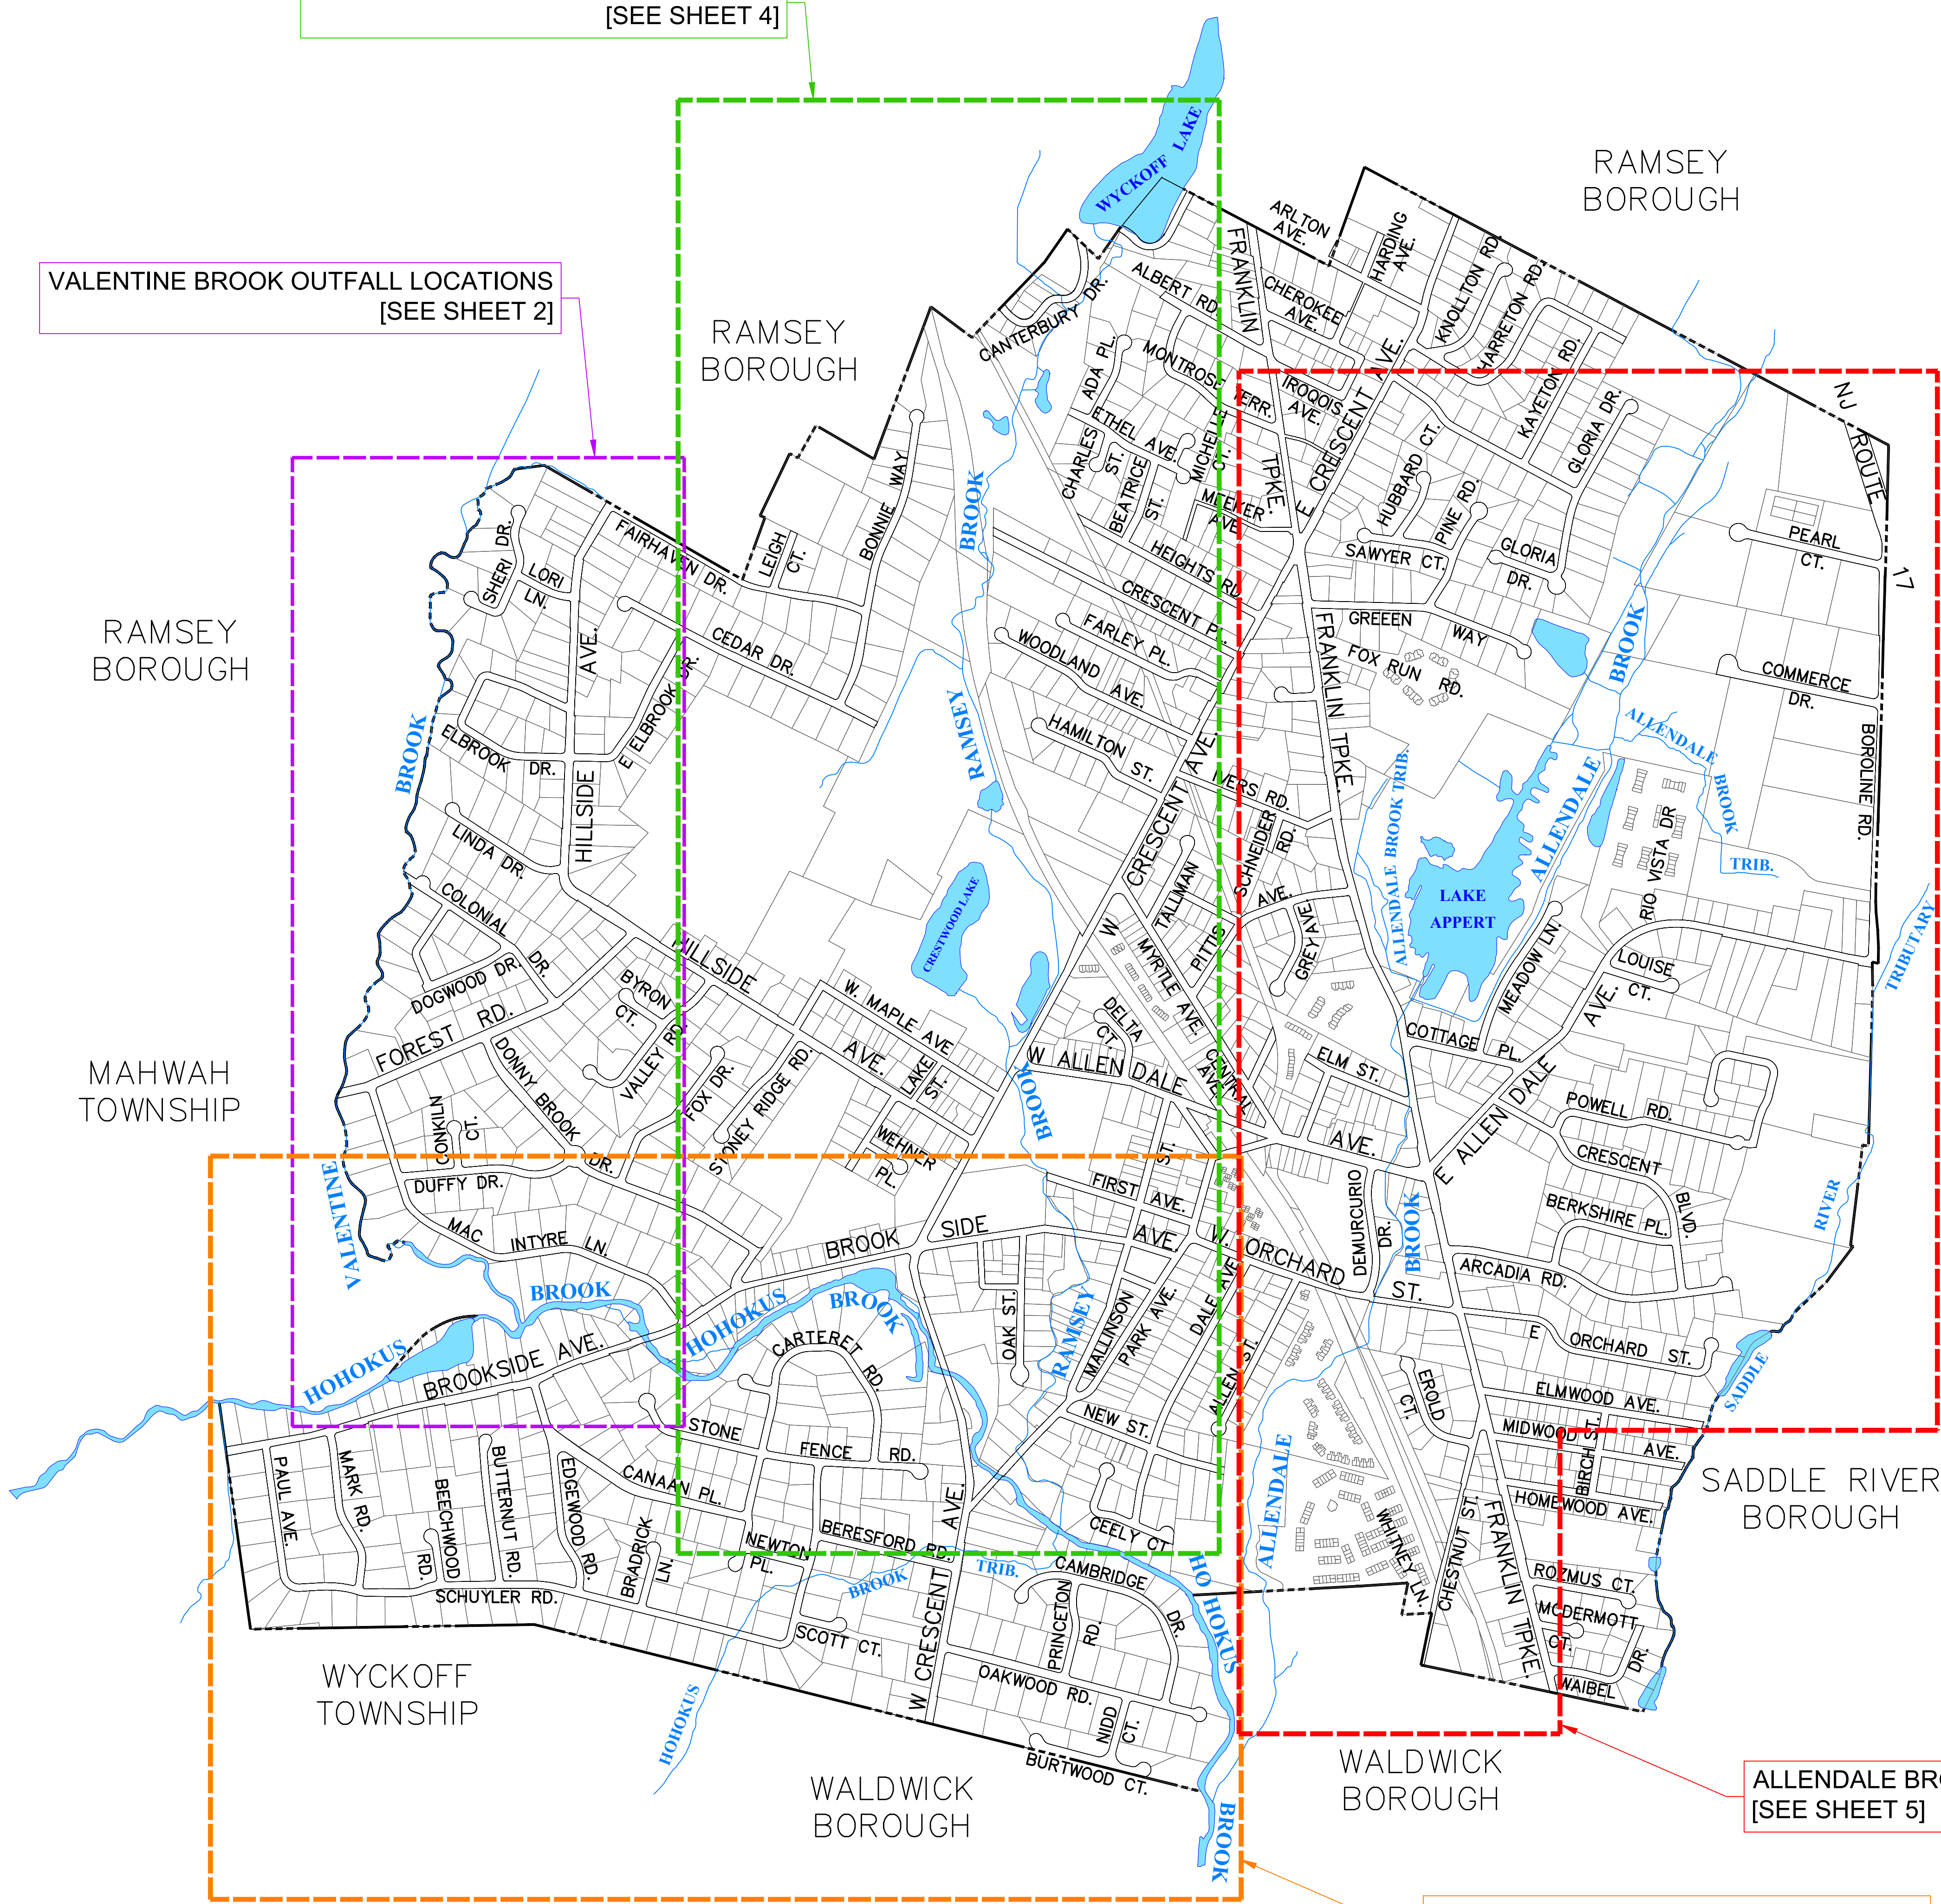 [SEE SHEET 4]
WYCKOFF LAKE
RAMSEY
BOROUGH
VALENTINE BROOK OUTFALL LOCATIONS
[SEE SHEET 2]
RAMSEY
BOROUGH
ARLTON
AVE.
HARDING
AVE.
FRANKLIN
TPKE.
ALBERT RD.
CHEROKEE
AVE.
KNOLLTON RD.
HARRETON RD.
CANTERBURY DR.
ADA PL.
MONTROSE
TERR.
IROQOIS
AVE.
E CRESCENT AVE.
KAYETON RD.
GLORIA DR.
NJ ROUTE 17
ETHEL AVE.
MICHELLE
CT.
CHARLES
ST.
BEATRICE
ST.
MEEKER
AVE.
HUBBARD CT.
PINE RD.
SAWYER CT.
GLORIA
DR.
PEARL
CT.
BONNIE WAY
LEIGH
CT.
FAIRHAVEN DR.
SHERI DR.
LORI
LN.
BROOK
RAMSEY
HEIGHTS RD.
CRESCENT PL.
GREEEN WAY
FARLEY PL.
WOODLAND AVE.
FRANKLIN TPKE.
FOX RUN RD.
BROOK
COMMERCE
DR.
RAMSEY
BOROUGH
CEDAR DR.
E ELBROOK DR.
ELBROOK DR.
HILLSIDE AVE.
BROOK
RAMSEY
HAMILTON ST.
IVERS RD.
ALLENDALE BROOK TRIB.
ALLENDALE
BROOK
TRIB.
BOROLINE RD.
ALLENDALE BROOK TRIB.
ALLENDALE
RIO VISTA DR
LINDA DR.
COLONIAL
DR.
SCHNEIDER
RD.
TALLMAN
PITTIS AVE.
GREY AVE.
LAKE
APPERT
W CRESCENT AVE.
CRESTWOOD LAKE
MYRTLE AVE.
MEADOW LN.
LOUISE
CT.
TRIBUTARY
DOGWOOD DR.
FOREST RD.
BYRON
CT.
VALLEY RD.
HILLSIDE AVE.
W. MAPLE AVE
LAKE
ST.
DELTA
CT.
CENTRAL
AVE.
COTTAGE PL.
ELM ST.
MAHWAH
TOWNSHIP
DONNY BROOK DR.
CONKILN
CT.
FOX DR.
STONEY RIDGE RD.
WEHNER
PL.
W ALLEN DALE
AVE.
BROOK
E ALLEN DALE AVE.
POWELL RD.
CRESCENT
BLVD.
BERKSHIRE PL.
DUFFY DR.
MAC INTYRE LN.
VALENTINE
FIRST AVE.
ST.
DEMURCURIO
DR.
BROOK
RIVER
BROOK SIDE AVE.
W. ORCHARD ST.
ARCADIA RD.
BROOK
HOHOKUS
HOHOKUS
BROOK
OAK ST.
RAMSEY
MALLINSON
PARK AVE.
DALE AVE
ALLEN ST.
E ORCHARD ST.
SADDLE
BROOKSIDE AVE.
CARTERET RD.
EROLD
CT.
ELMWOOD AVE.
MIDWOOD AVE.
BIRCH ST.
STONE FENCE RD.
NEW ST.
ALLENDALE
PAUL AVE.
MARK RD.
BEECHWOOD
RD.
BUTTERNUT RD.
EDGEWOOD RD.
CANAAN PL.
BRADRICK
LN.
NEWTON
PL.
BERESFORD RD.
CEELY CT
HOMEWOOD AVE.
SADDLE RIVER
BOROUGH
WHITNEY LN.
CHESTNUT ST.
FRANKLIN TPKE.
SCHUYLER RD.
BROOK
TRIB.
HOHOKUS
CAMBRIDGE
DR.
PRINCETON
RD.
HO HOKUS
BROOK
ROZMUS CT.
MCDERMOTT
CT.
WAIBEL
DR.
SCOTT CT.
W CRESCENT AVE.
OAKWOOD RD.
NIDD
CT.
BURTWOOD CT.
WYCKOFF
TOWNSHIP
WALDWICK
BOROUGH
WALDWICK
BOROUGH
ALLENDALE BRO
[SEE SHEET 5]